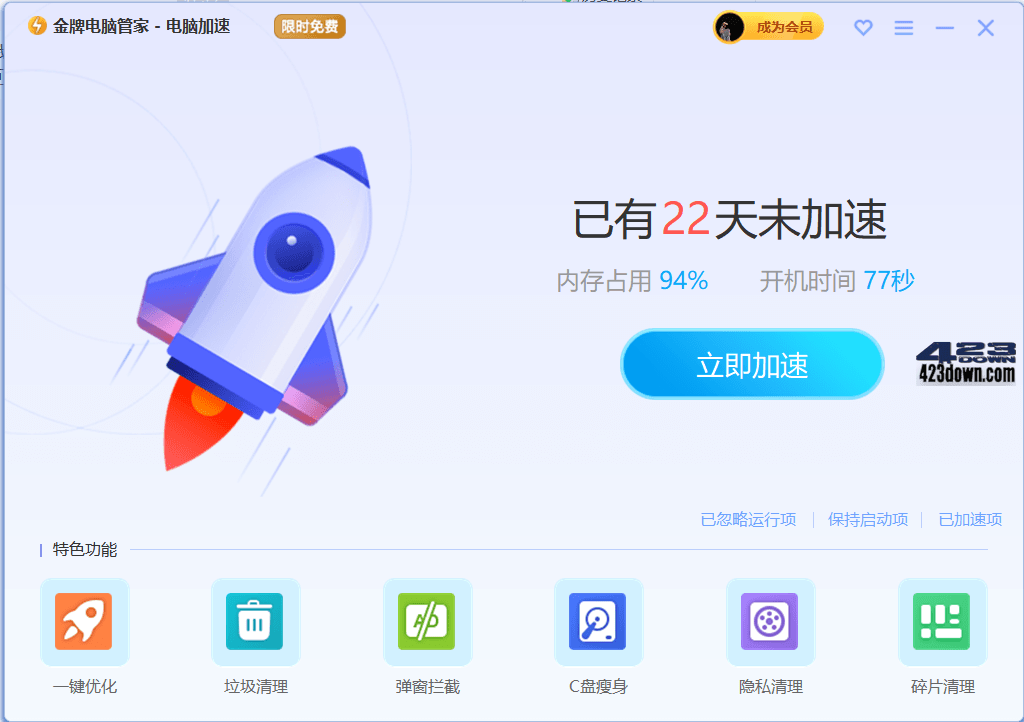 金牌电脑管家 - 电脑加速
限时免费
成为会员
已有22天未加速
内存占用 94% 开机时间 77秒
立即加速
423
DOWN
423down.com
已忽略运行项 | 保持启动项 | 已加速项
特色功能
AD
一键优化 垃圾清理 弹窗拦截 C盘瘦身 隐私清理 碎片清理